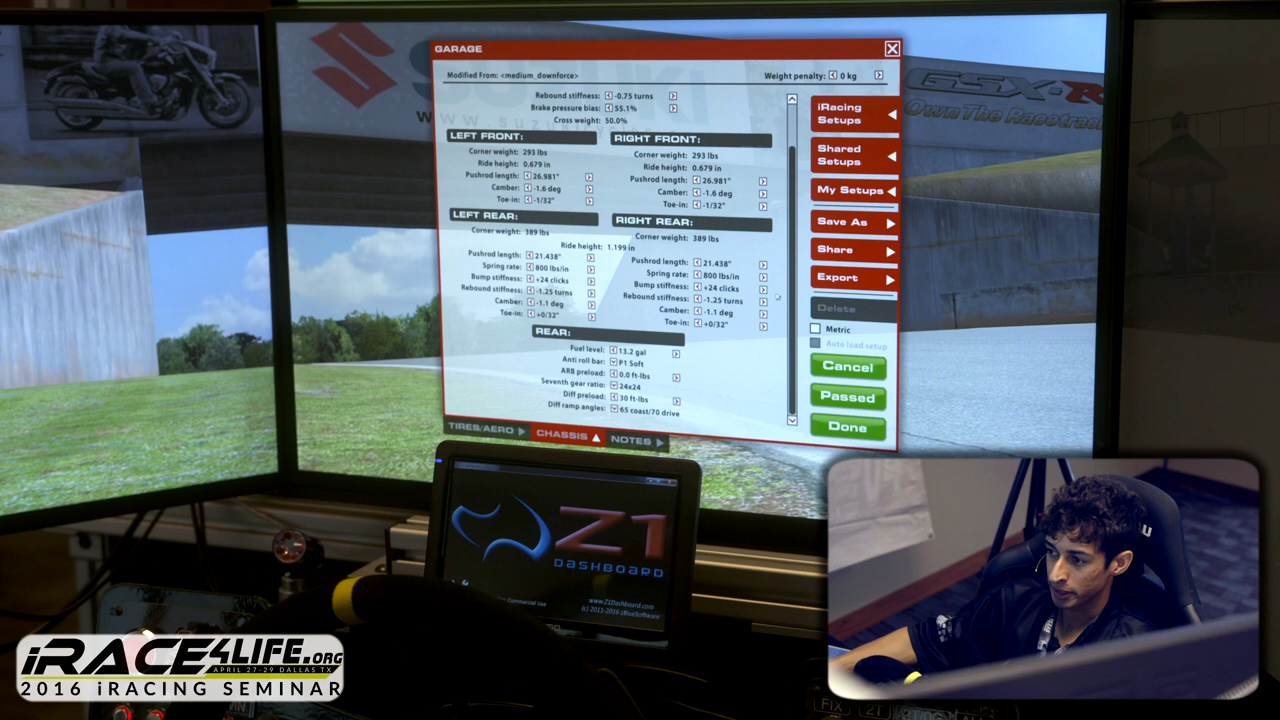 GARAGE
Modified From: <medium_downforce>
Weight penalty: 0 kg
Rebound stiffness: -0.75 turns
Brake pressure bias: 55.1%
Cross weight: 50.0%
LEFT FRONT:
Corner weight: 293 lbs
Ride height: 0.679 in
Pushrod length: 26.981"
Camber: -1.6 deg
Toe-in: -1/32"
RIGHT FRONT:
Corner weight: 293 lbs
Ride height: 0.679 in
Pushrod length: 26.981"
Camber: -1.6 deg
Toe-in: -1/32"
LEFT REAR:
Corner weight: 389 lbs
RIGHT REAR:
Corner weight: 389 lbs
Ride height: 1.199 in
Pushrod length: 21.438"
Spring rate: 800 lbs/in
Bump stiffness: +24 clicks
Rebound stiffness: -1.25 turns
Camber: -1.1 deg
Toe-in: +0/32"
Pushrod length: 21.438"
Spring rate: 800 lbs/in
Bump stiffness: +24 clicks
Rebound stiffness: -1.25 turns
Camber: -1.1 deg
Toe-in: +0/32"
REAR:
Fuel level: 13.2 gal
Anti roll bar: P1 Soft
ARB preload: 0.0 ft-lbs
Seventh gear ratio: 24x24
Diff preload: 30 ft-lbs
Diff ramp angles: 65 coast/70 drive
TIRES/AERO
CHASSIS
NOTES
iRacing
Setups
Shared
Setups
My Setups
Save As
Share
Export
Delete
Metric
Auto load setup
Cancel
Passed
Done
GSX-R
Own The Racetrack
Z1
DASHBOARD
Commercial Use
www.Z1Dashboard.com
(c) 2011-2016 zBlueSoftware
iRACE4LIFE.ORG
APRIL 27-29 DALLAS TX
2016 iRACING SEMINAR
FIX
2T